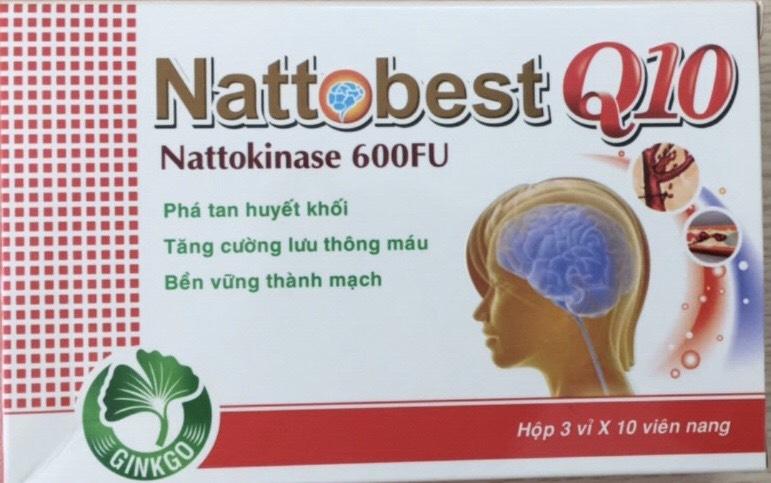 Nattobest Q10
Nattokinase 600FU
Phá tan huyết khối
Tăng cường lưu thông máu
Bền vững thành mạch
GINKGO
Hộp 3 vỉ X 10 viên nang